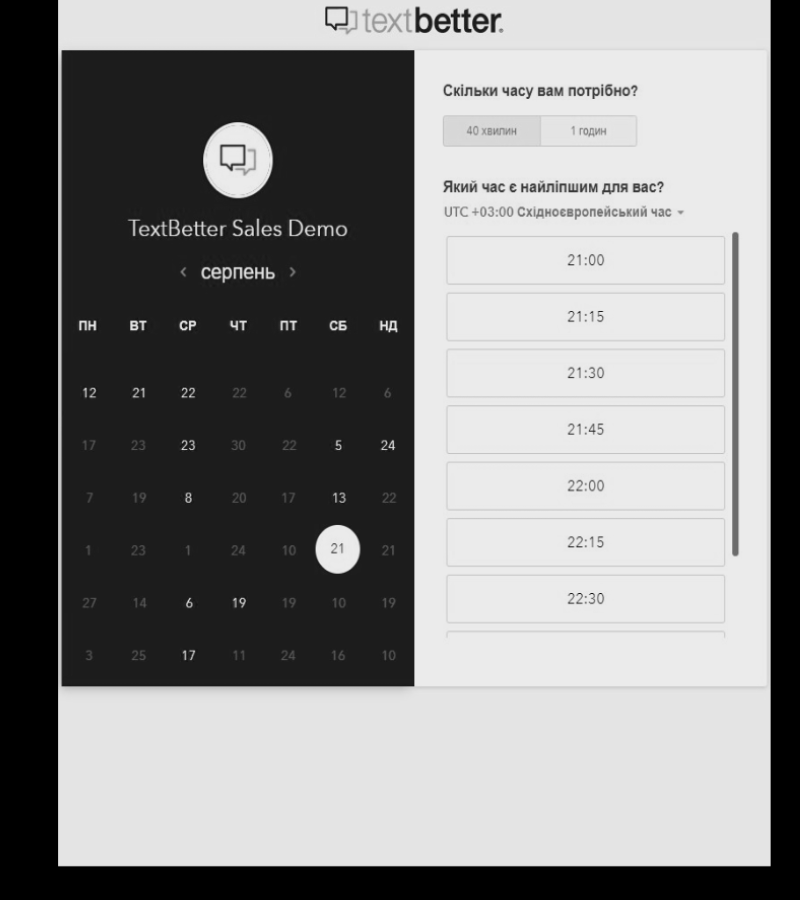 textbetter.
TextBetter Sales Demo
< серпень >
ПН ВТ СР ЧТ ПТ СБ НД
12 21 22 22 6 12 6
17 23 23 30 22 5 24
7 19 8 20 17 13 22
1 23 1 24 10 21 21
27 14 6 19 19 10 19
3 25 17 11 24 16 10
Скільки часу вам потрібно?
40 хвилин 1 годин
Який час є найліпшим для вас?
UTC +03:00 Східноєвропейський час
21:00
21:15
21:30
21:45
22:00
22:15
22:30